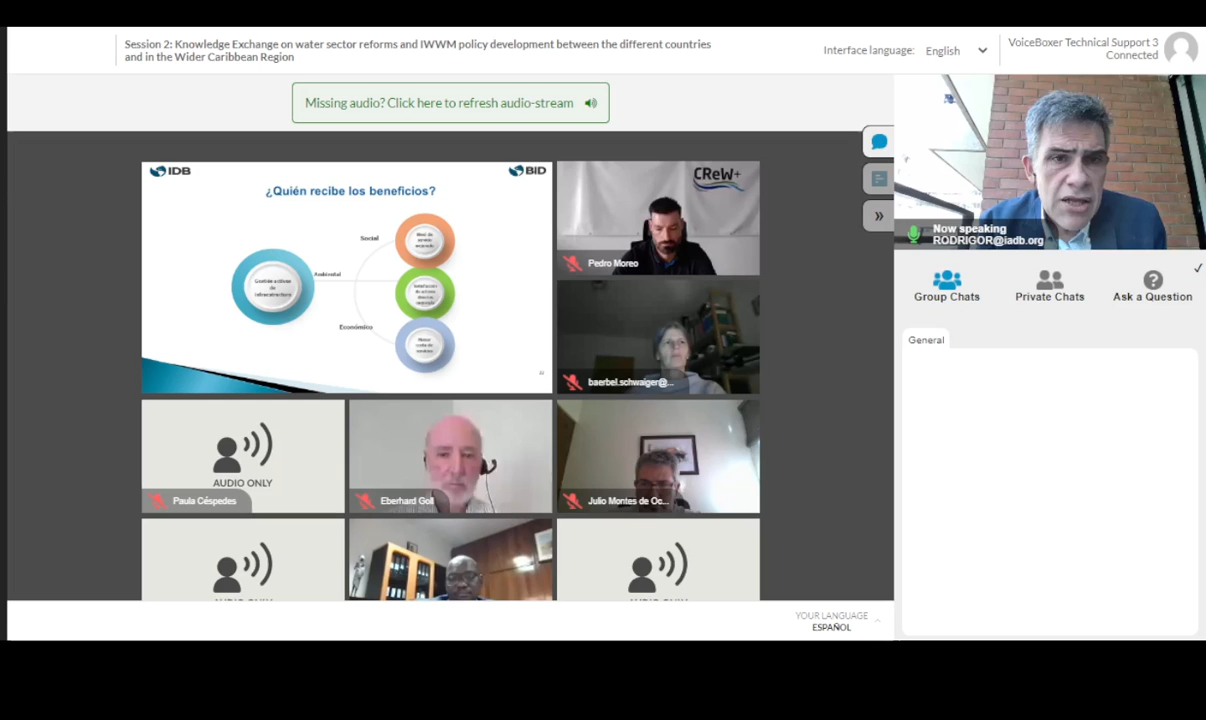 Session 2: Knowledge Exchange on water sector reforms and IWWM policy development between the different countries
and in the Wider Caribbean Region
Interface language:
English
VoiceBoxer Technical Support 3
Connected
Missing audio? Click here to refresh audio-stream
IDB
BID
¿Quién recibe los beneficios?
Social
Ambiental
Económico
Gestión activos
de
infraestructura
CReW+
Pedro Moreo
baerbel.schwaiger@...
AUDIO ONLY
Paula Céspedes
Eberhard Goll
Julio Montes de Oc...
Now speaking
RODRIGOR@iadb.org
Group Chats
Private Chats
Ask a Question
General
YOUR LANGUAGE
ESPAÑOL